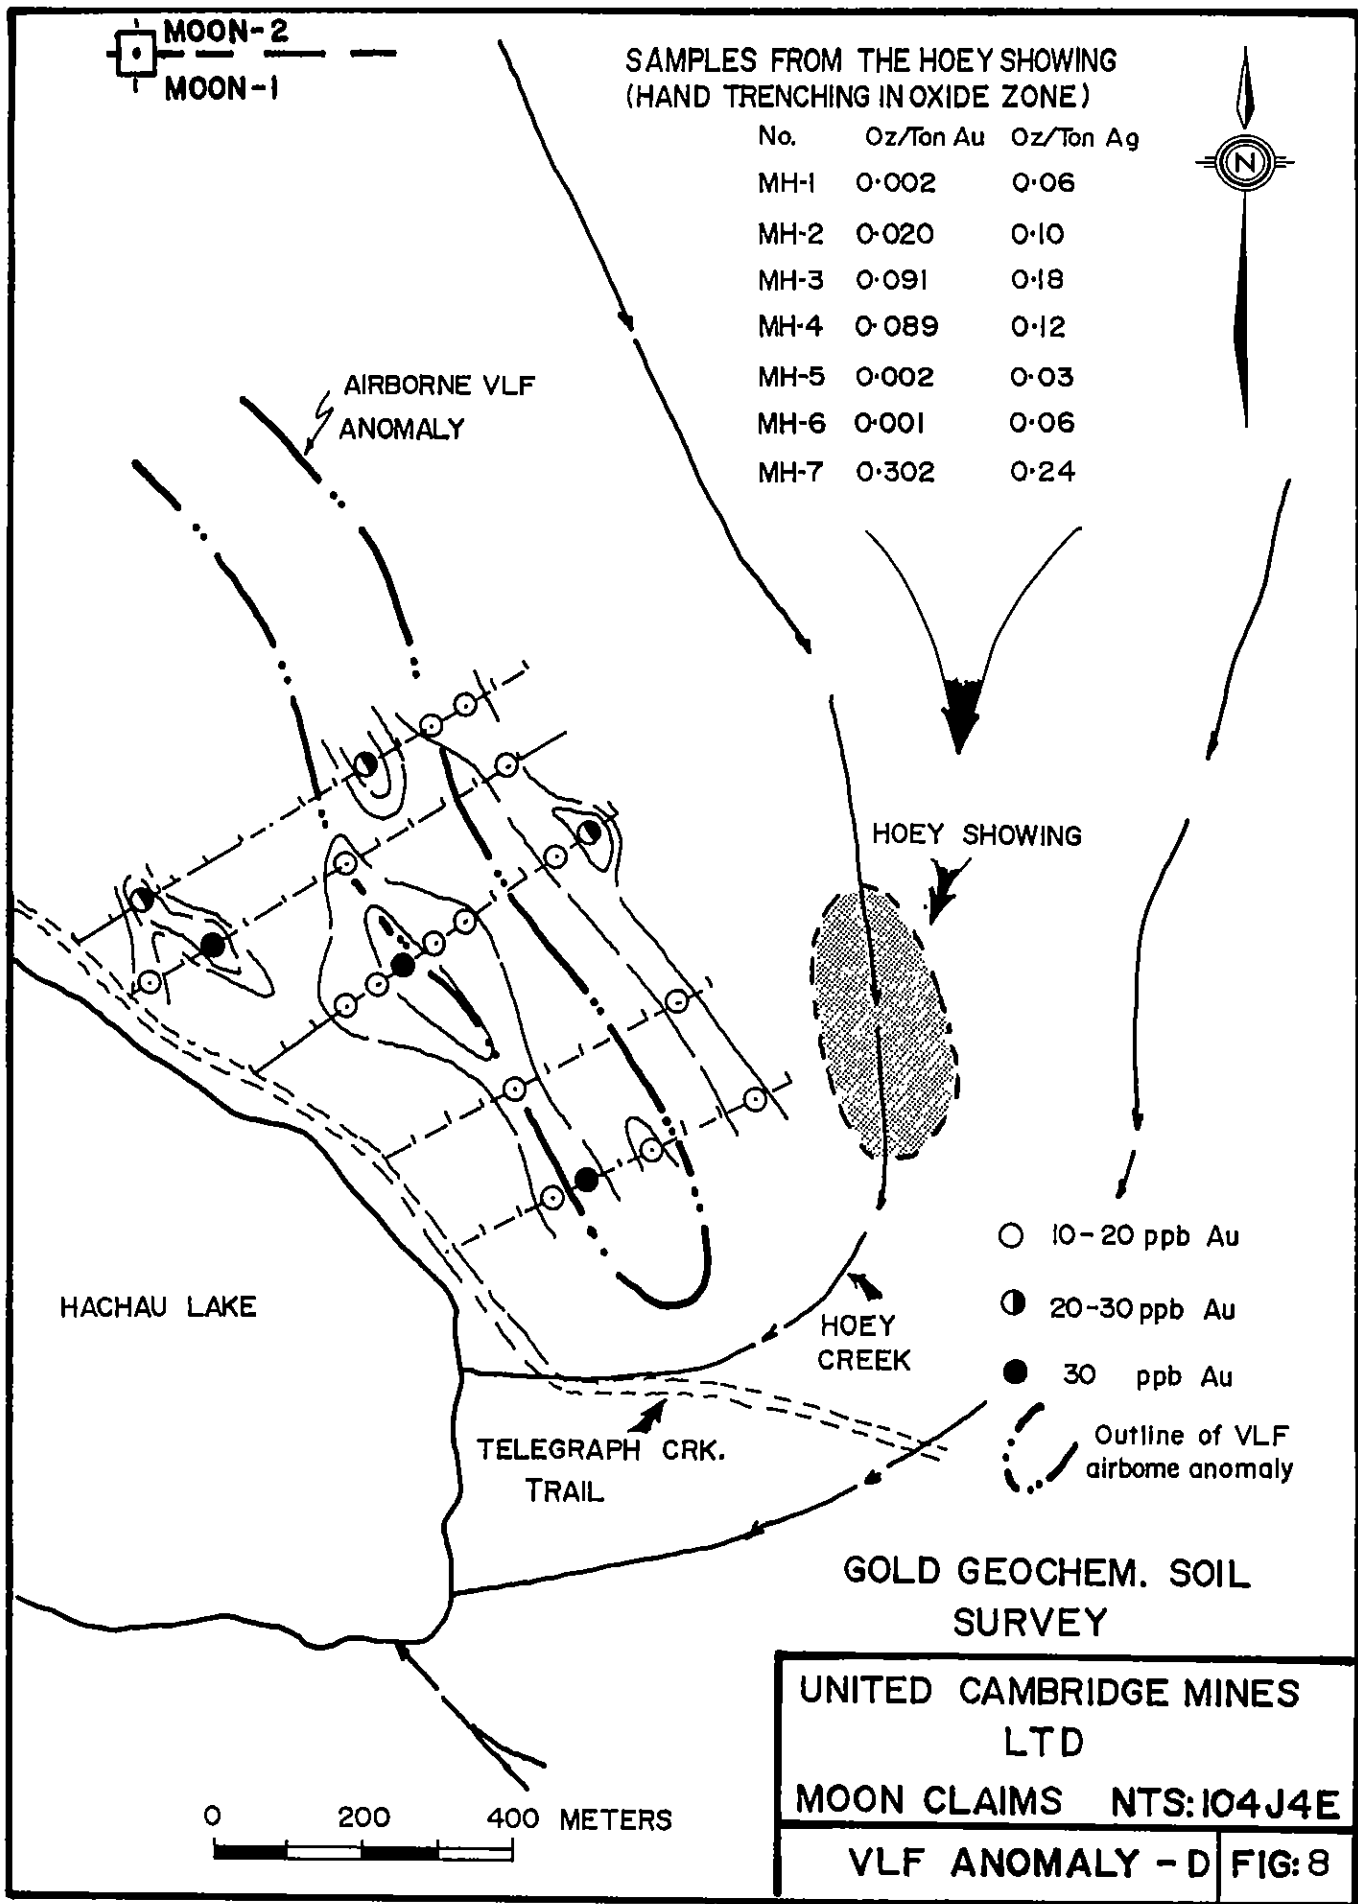 MOON-2
MOON-1
SAMPLES FROM THE HOEY SHOWING
(HAND TRENCHING IN OXIDE ZONE)
No. Oz/Ton Au Oz/Ton Ag
MH-1 0.002 0.06
MH-2 0.020 0.10
MH-3 0.091 0.18
MH-4 0.089 0.12
MH-5 0.002 0.03
MH-6 0.001 0.06
MH-7 0.302 0.24
N
AIRBORNE VLF
ANOMALY
HOEY SHOWING
HACHAU LAKE
HOEY
CREEK
TELEGRAPH CRK.
TRAIL
10-20 ppb Au
20-30 ppb Au
30 ppb Au
Outline of VLF
airborne anomaly
GOLD GEOCHEM. SOIL
SURVEY
UNITED CAMBRIDGE MINES
LTD
MOON CLAIMS NTS:104J4E
VLF ANOMALY - D FIG: 8
0 200 400 METERS